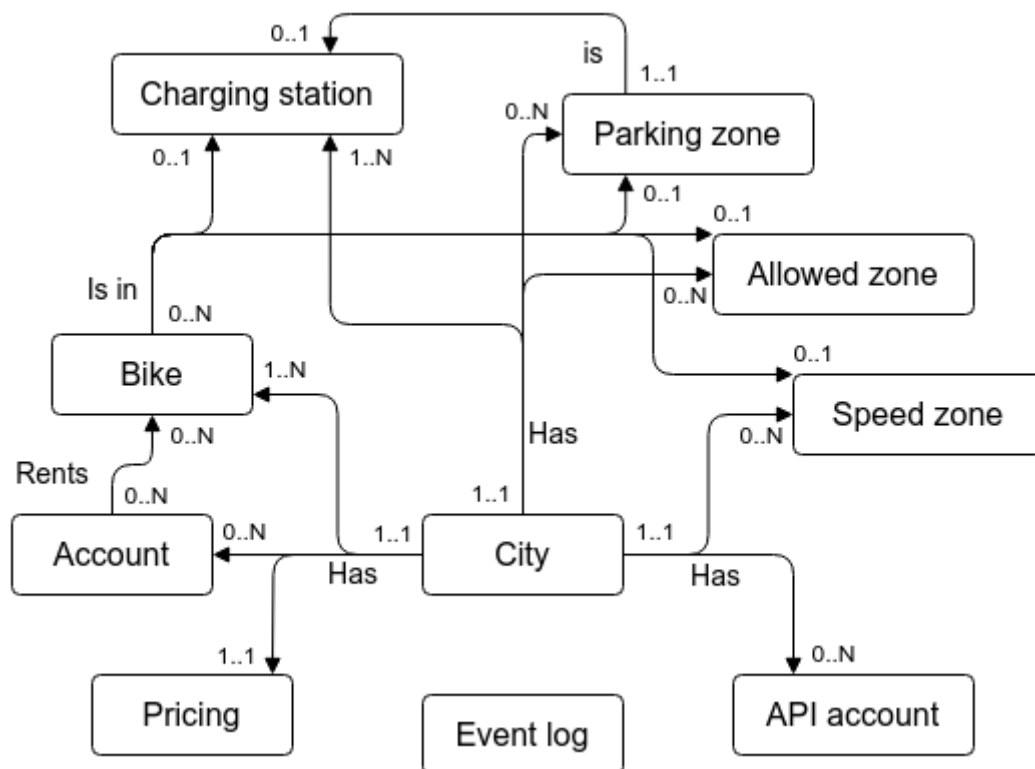 0..1
is
Charging station
1..1
0..N
Parking zone
0..1
1..N
0..1
0..1
Allowed zone
Is in
0..N
0..N
Bike
1..N
0..1
Speed zone
0..N
Has
0..N
Rents
0..N
1..1
Account
0..N
1..1
City
1..1
Has
Has
1..1
0..N
Pricing
Event log
API account